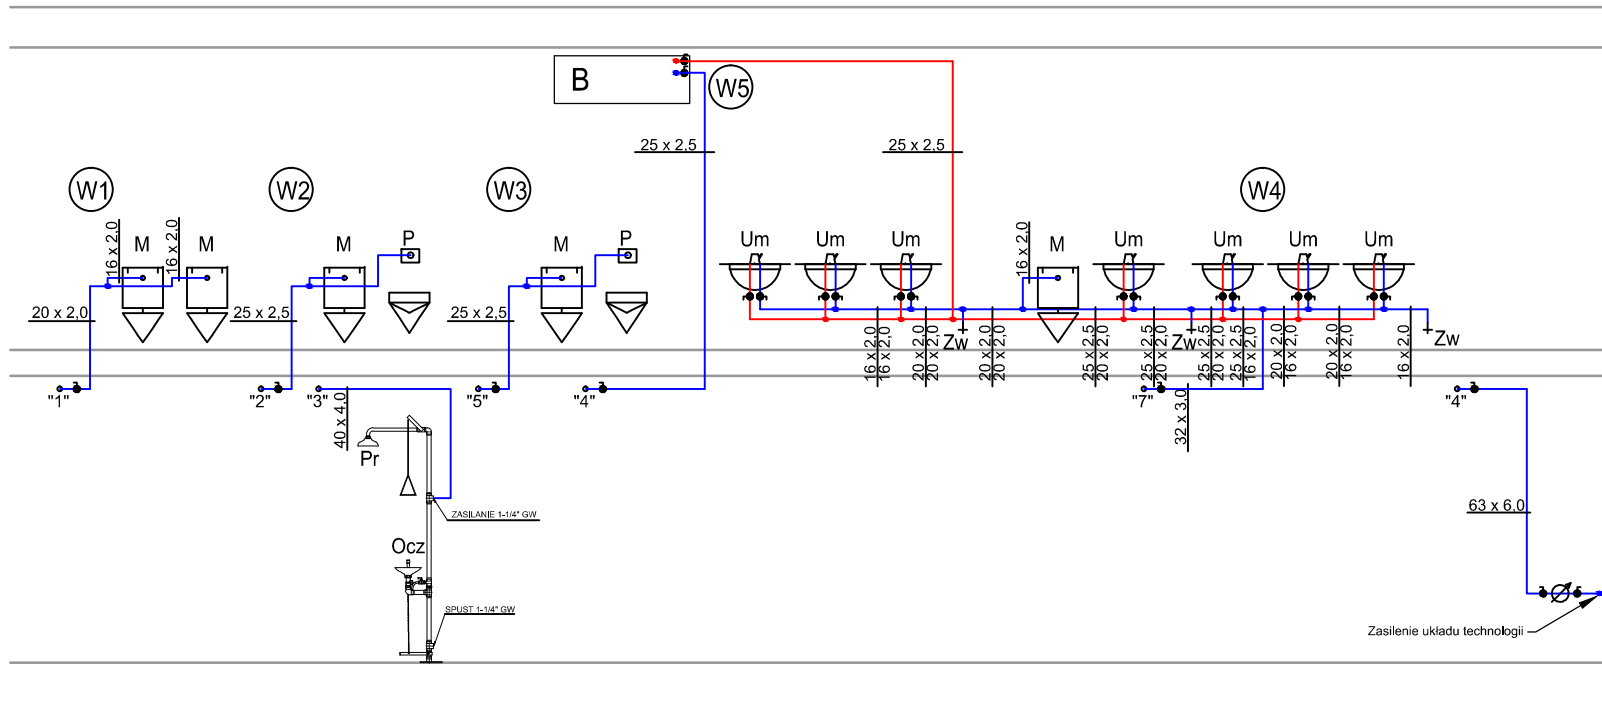 B
W5
25 x 2,5
25 x 2,5
W1
W2
W3
W4
16 x 2,0
16 x 2,0
16 x 2,0
M
M
M
P
M
P
Um
Um
Um
M
Um
Um
Um
Um
20 x 2,0
25 x 2,5
25 x 2,5
16 x 2,0
16 x 2,0
20 x 2,0
20 x 2,0
Zw
20 x 2,0
20 x 2,0
25 x 2,5
20 x 2,0
25 x 2,5
20 x 2,0
Zw
25 x 2,5
20 x 2,0
25 x 2,5
16 x 2,0
20 x 2,0
16 x 2,0
20 x 2,0
16 x 2,0
16 x 2,0
Zw
"1"
"2"
"3"
"5"
"4"
"7"
"4"
40 x 4,0
32 x 3,0
Pr
63 x 6,0
ZASILANIE 1-1/4" GW
Ocz
SPUST 1-1/4" GW
Zasilenie układu technologii